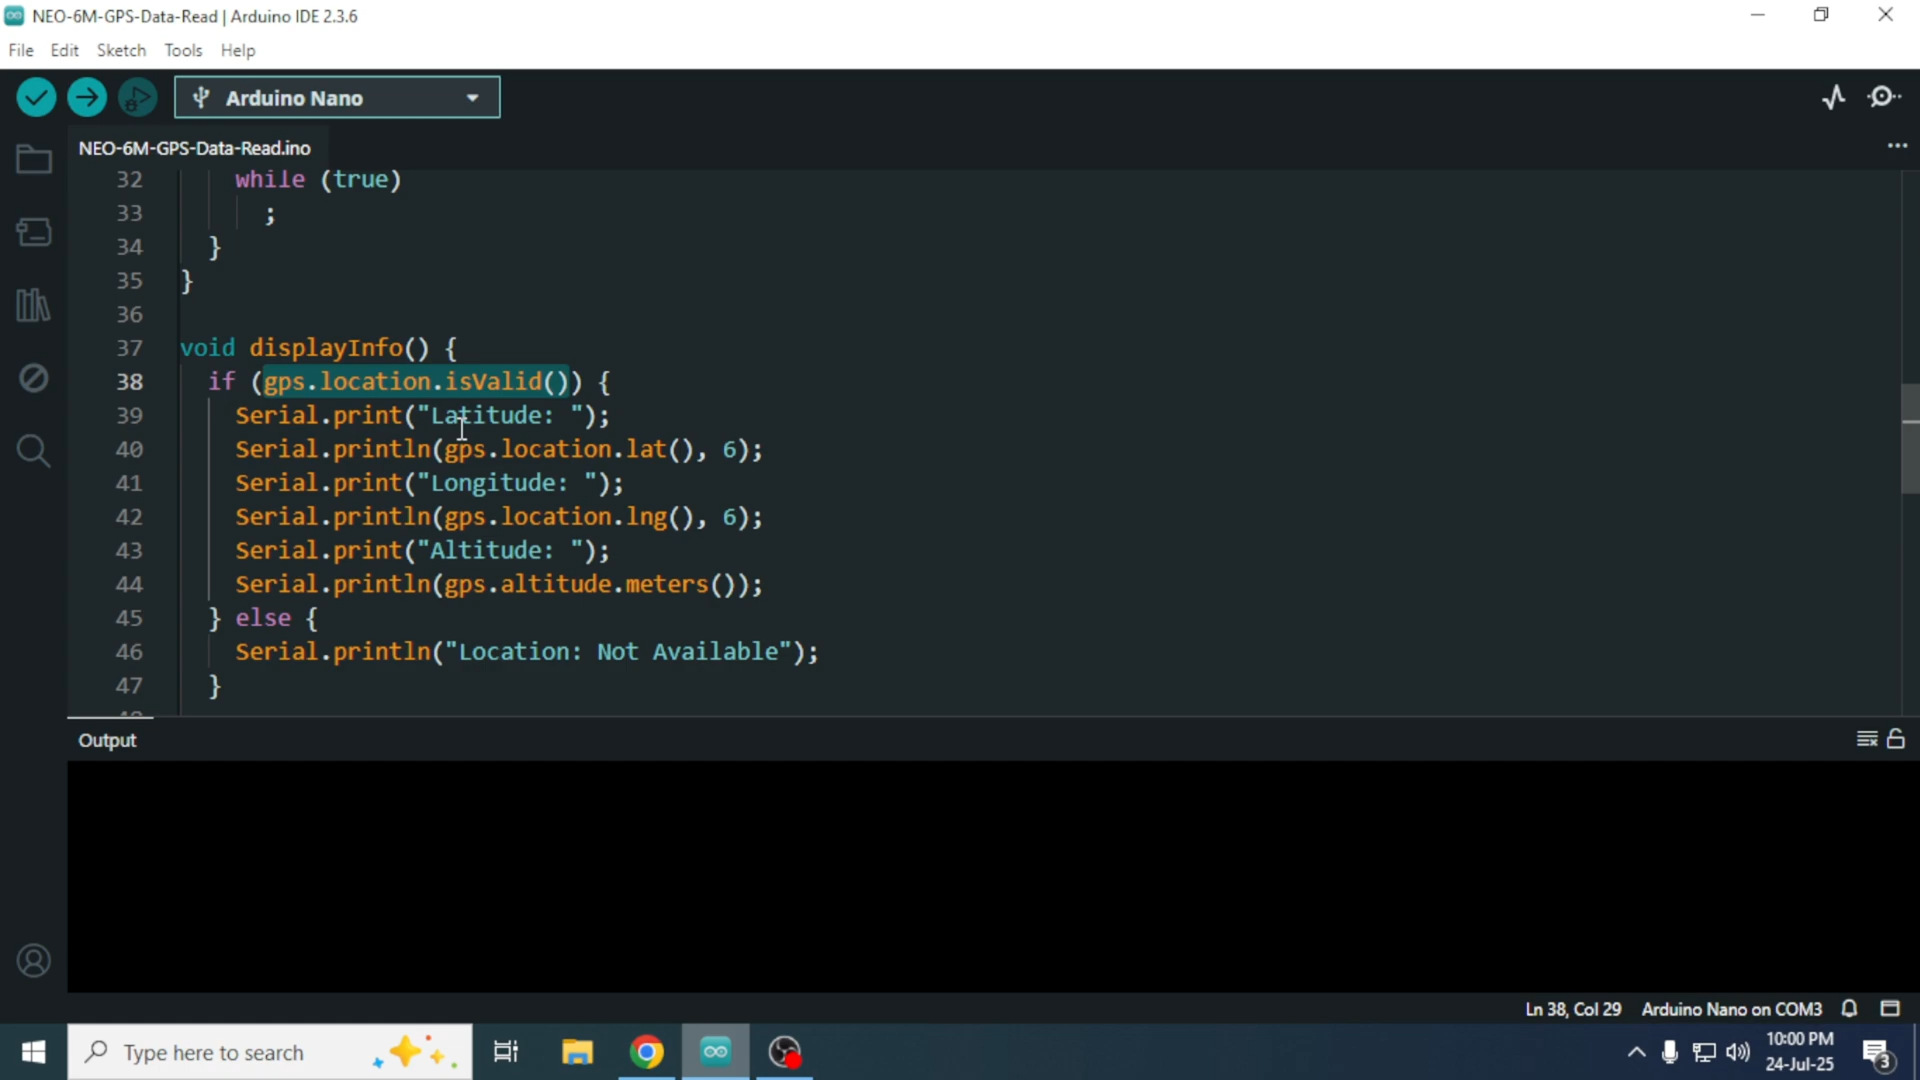 NEO-6M-GPS-Data-Read | Arduino IDE 2.3.6
File Edit Sketch Tools Help
Arduino Nano
NEO-6M-GPS-Data-Read.ino
32 while (true)
33 ;
34 }
35 }
36
37 void displayInfo() {
38 if (gps.location.isValid()) {
39 Serial.print("Latitude: ");
40 Serial.println(gps.location.lat(), 6);
41 Serial.print("Longitude: ");
42 Serial.println(gps.location.lng(), 6);
43 Serial.print("Altitude: ");
44 Serial.println(gps.altitude.meters());
45 } else {
46 Serial.println("Location: Not Available");
47 }
Output
Ln 38, Col 29 Arduino Nano on COM3
Type here to search
10:00 PM
24-Jul-25
3